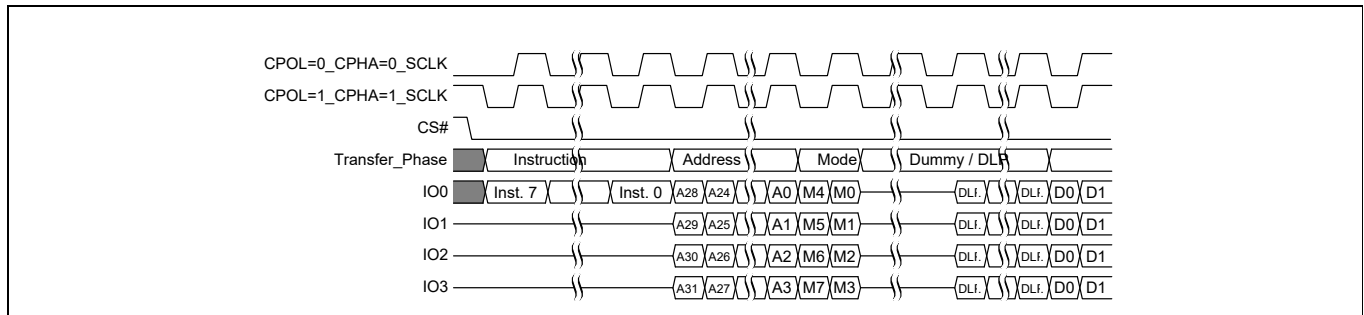 CPOL=0_CPHA=0_SCLK
CPOL=1_CPHA=1_SCLK
CS#
Transfer_Phase Instruction Address Mode Dummy / DLP
IO0 Inst. 7 Inst. 0 A28 A24 A0 M4 M0 DLP. DLP. D0 D1
IO1 A29 A25 A1 M5 M1 DLP. DLP. D0 D1
IO2 A30 A26 A2 M6 M2 DLP. DLP. D0 D1
IO3 A31 A27 A3 M7 M3 DLP. DLP. D0 D1